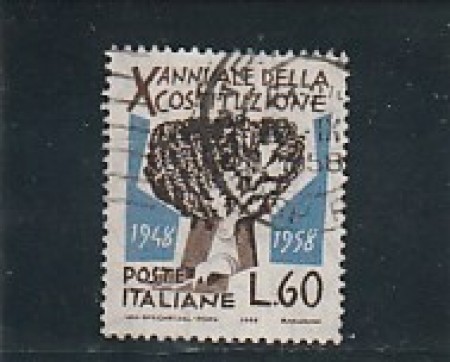 X ANNUALE DELLA
COSTITUZIONE
1948 1958
POSTE
ITALIANE L.60